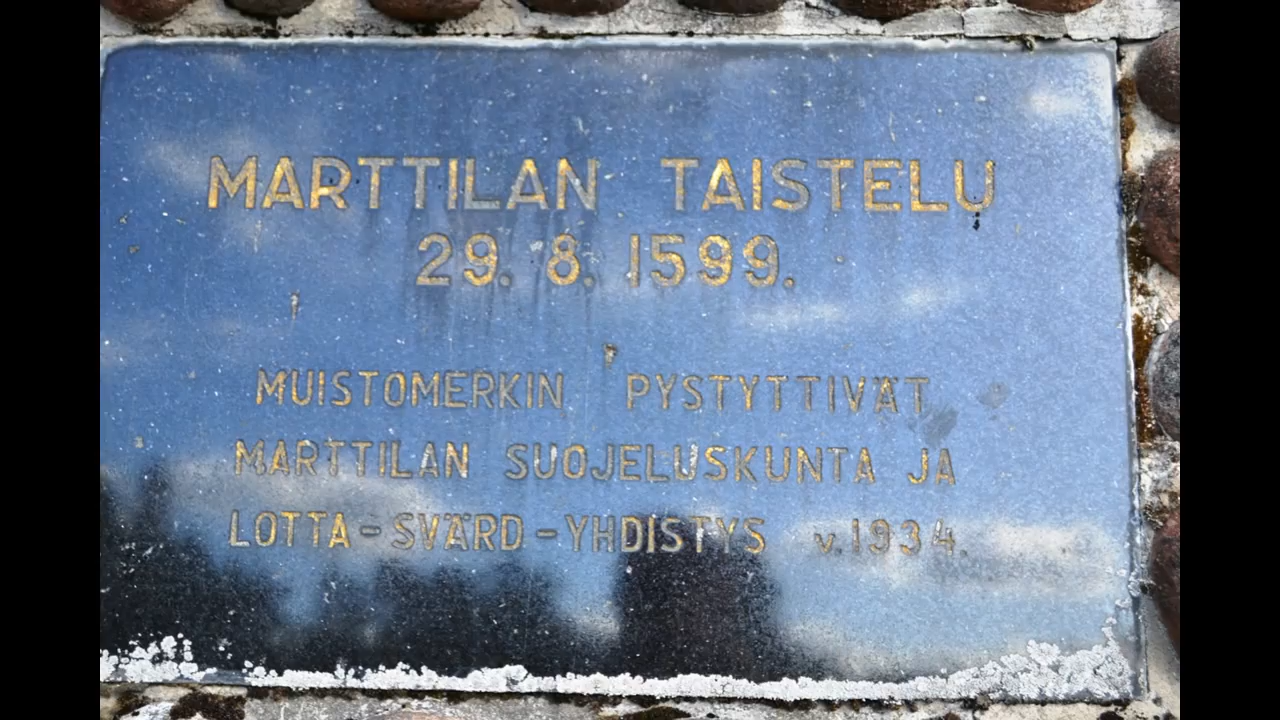 MARTTILAN TAISTELU
29. 8. 1599.
MUISTOMERKIN PYSTYTTIVÄT
MARTTILAN SUOJELUSKUNTA JA
LOTTA-SVÄRD-YHDISTYS v. 1934.